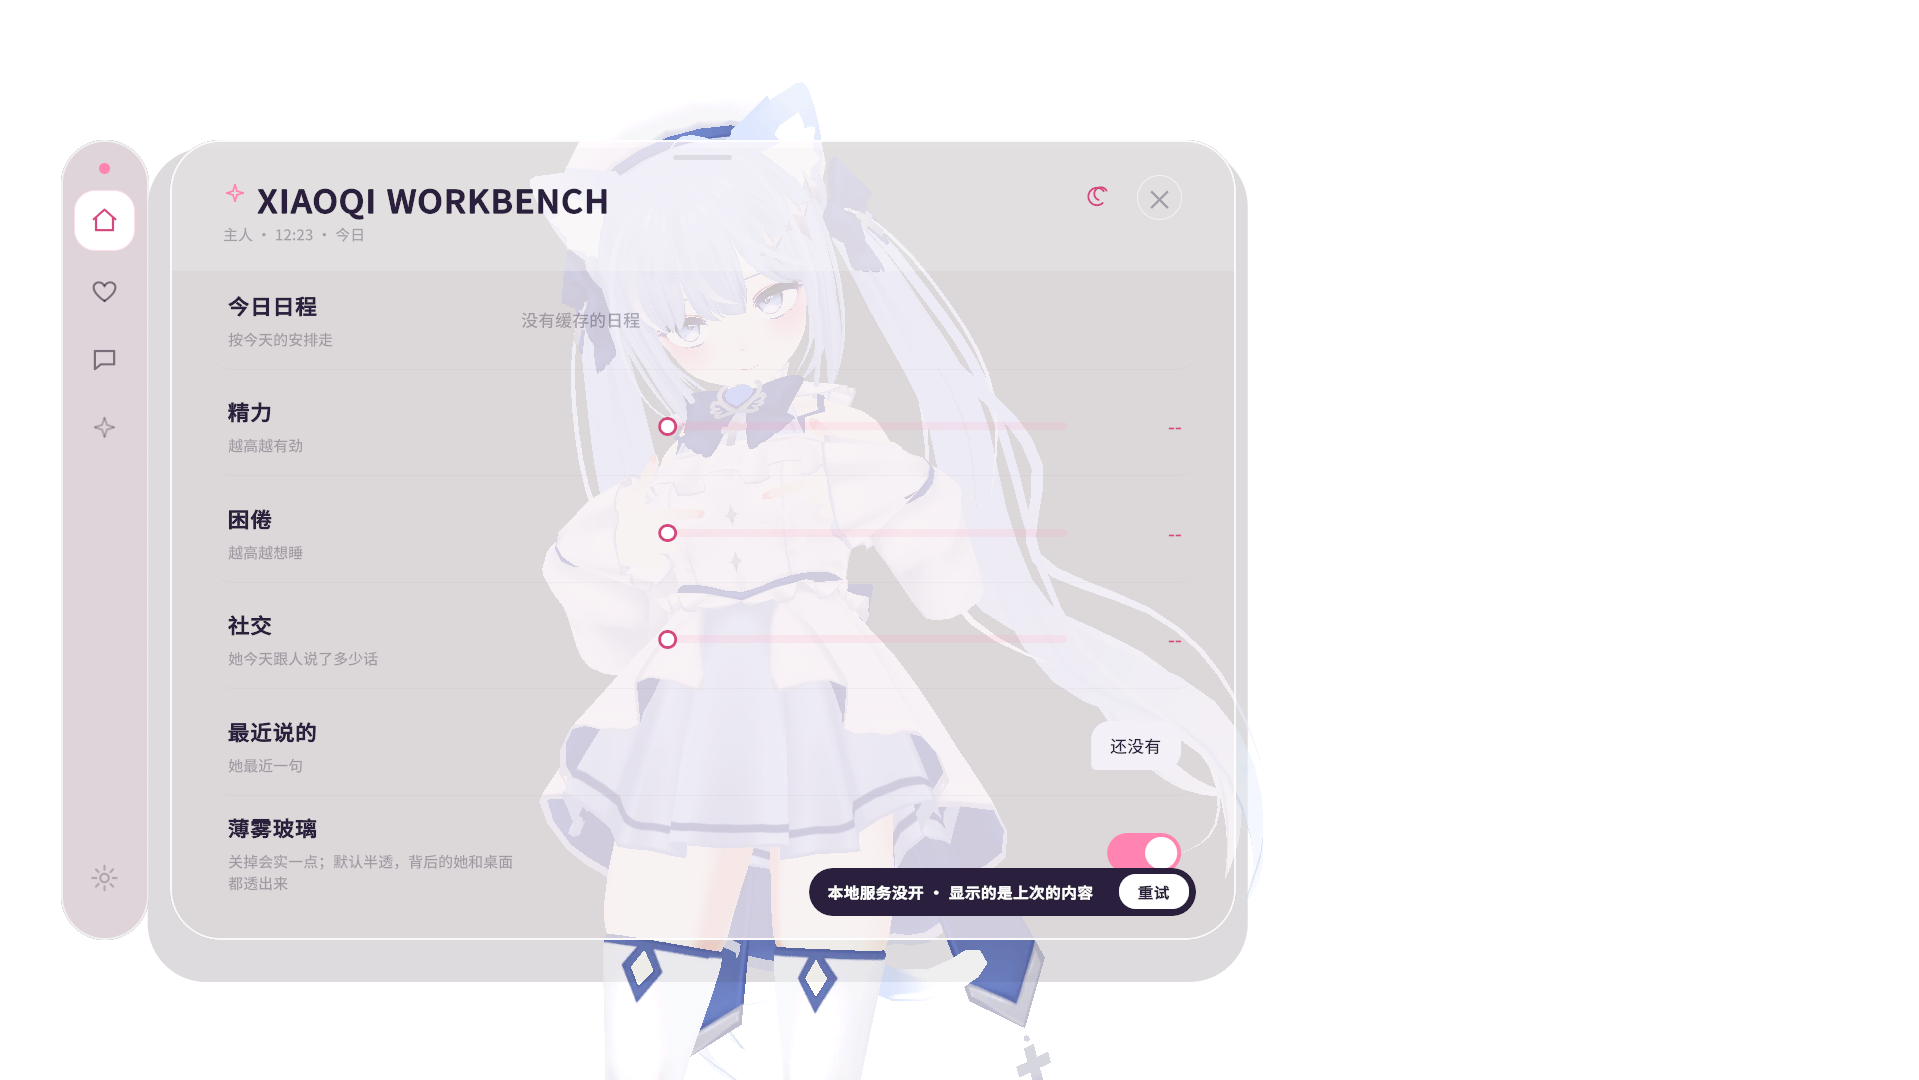 XIAOQI WORKBENCH
主人 · 12:23 · 今日
今日日程
按今天的安排走
没有缓存的日程
精力
越高越有劲
--
困倦
越高越想睡
--
社交
她今天跟人说了多少话
--
最近说的
她最近一句
还没有
薄雾玻璃
关掉会实一点；默认半透，背后的她和桌面
都透出来
本地服务没开 · 显示的是上次的内容
重试